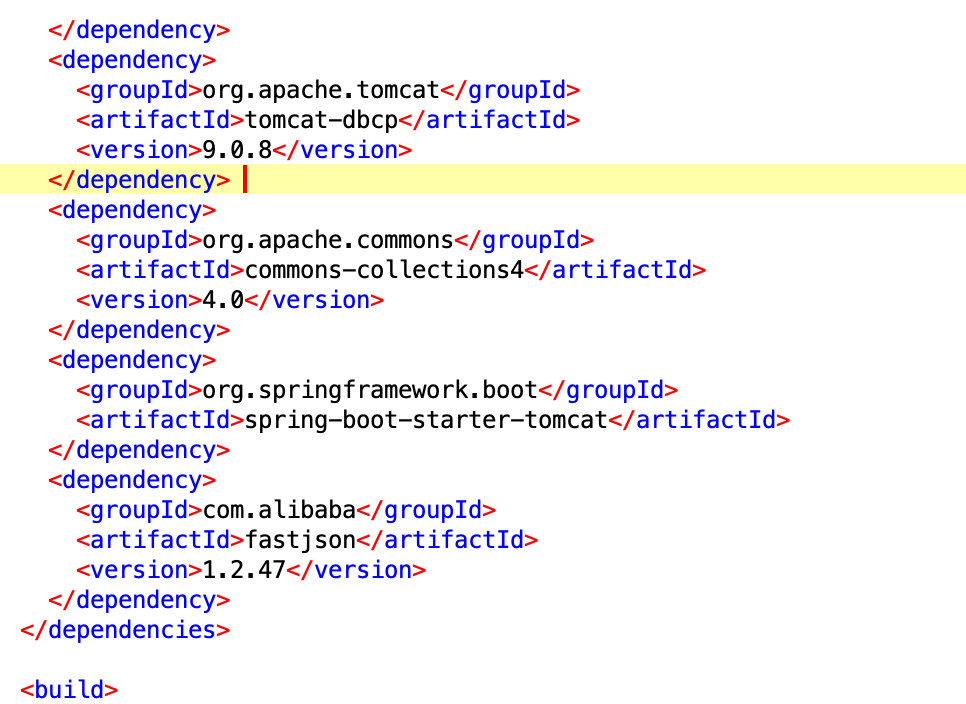 </dependency>
<dependency>
<groupId>org.apache.tomcat</groupId>
<artifactId>tomcat-dbcp</artifactId>
<version>9.0.8</version>
</dependency>
<dependency>
<groupId>org.apache.commons</groupId>
<artifactId>commons-collections4</artifactId>
<version>4.0</version>
</dependency>
<dependency>
<groupId>org.springframework.boot</groupId>
<artifactId>spring-boot-starter-tomcat</artifactId>
</dependency>
<dependency>
<groupId>com.alibaba</groupId>
<artifactId>fastjson</artifactId>
<version>1.2.47</version>
</dependency>
</dependencies>
<build>